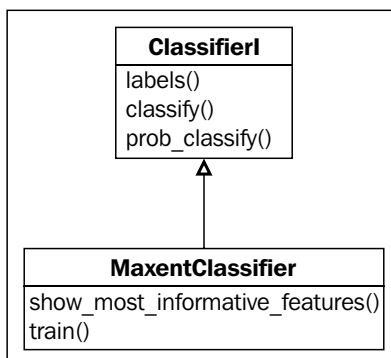 ClassifierI
labels()
classify()
prob_classify()
MaxentClassifier
show_most_informative_features()
train()